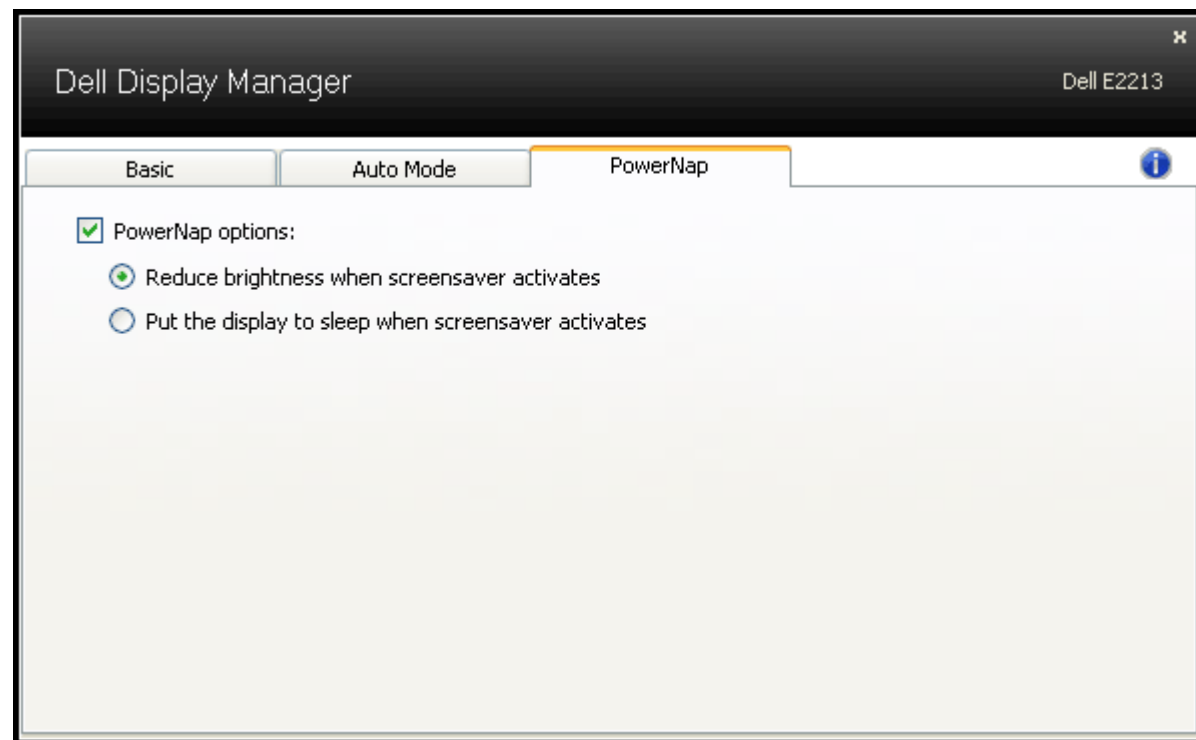 Dell Display Manager
Dell E2213
Basic
Auto Mode
PowerNap
PowerNap options:
Reduce brightness when screensaver activates
Put the display to sleep when screensaver activates